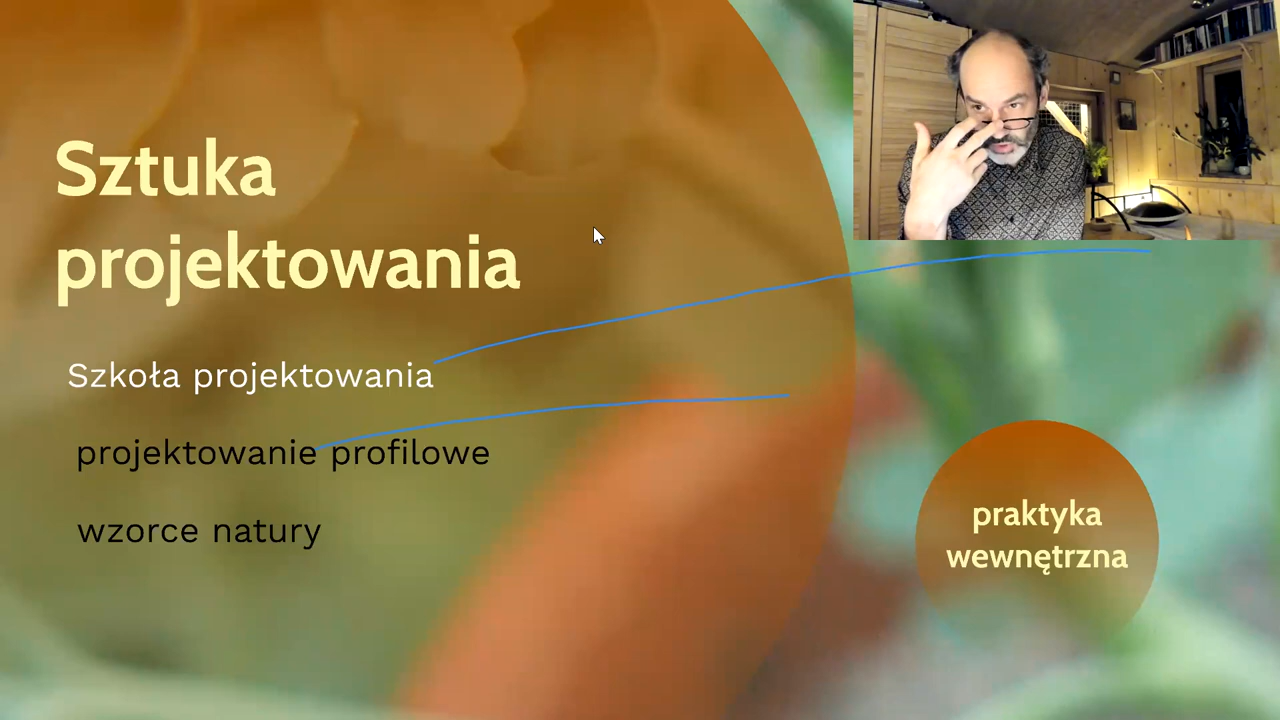 Sztuka
projektowania
Szkoła projektowania
projektowanie profilowe
wzorce natury
praktyka
wewnętrzna